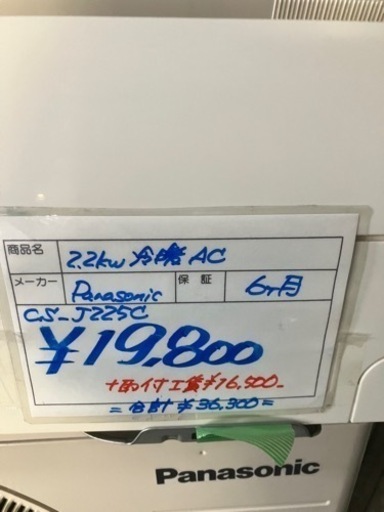 商品名 2.2kw 冷暖 AC
メーカー Panasonic 保証 6ヶ月
CS-J225C
¥19,800
+取付工賃¥16,500-
=合計¥36,300=
Panasonic